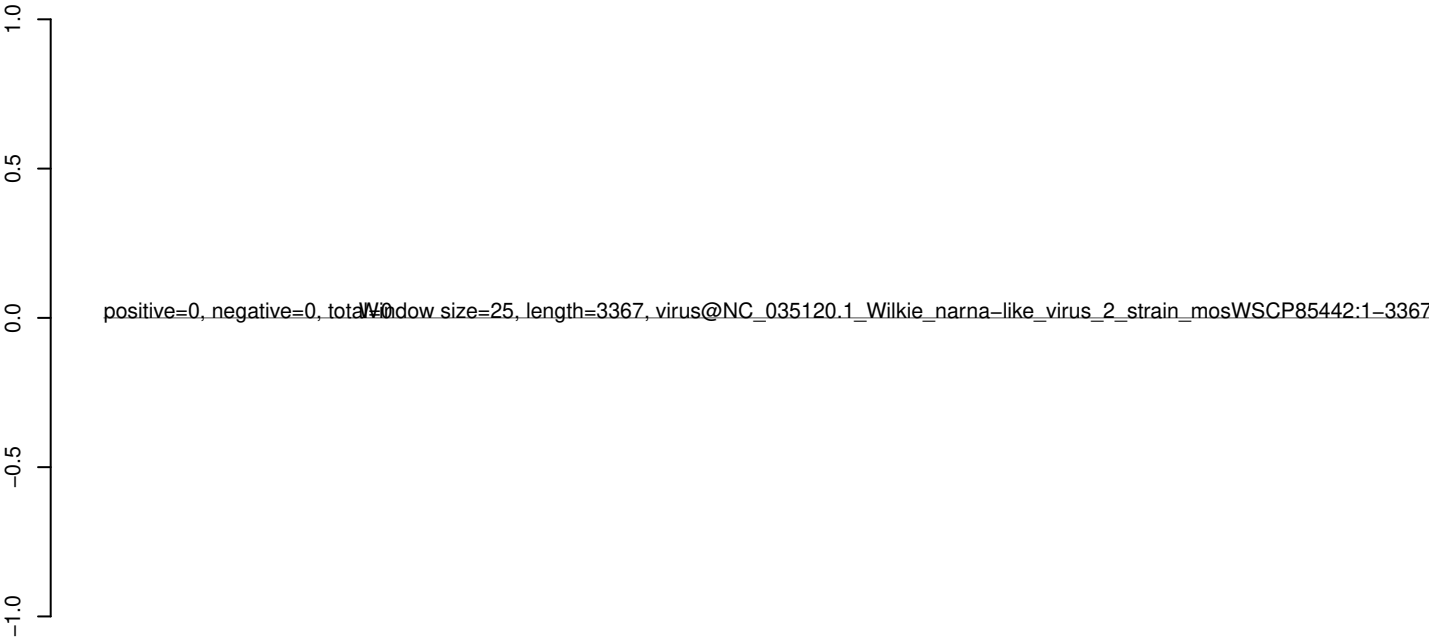 1.0
0.5
0.0
−0.5
−1.0
positive=0, negative=0, total=0
Window size=25, length=3367, virus@NC_035120.1_Wilkie_narna−like_virus_2_strain_mosWSCP85442:1−3367